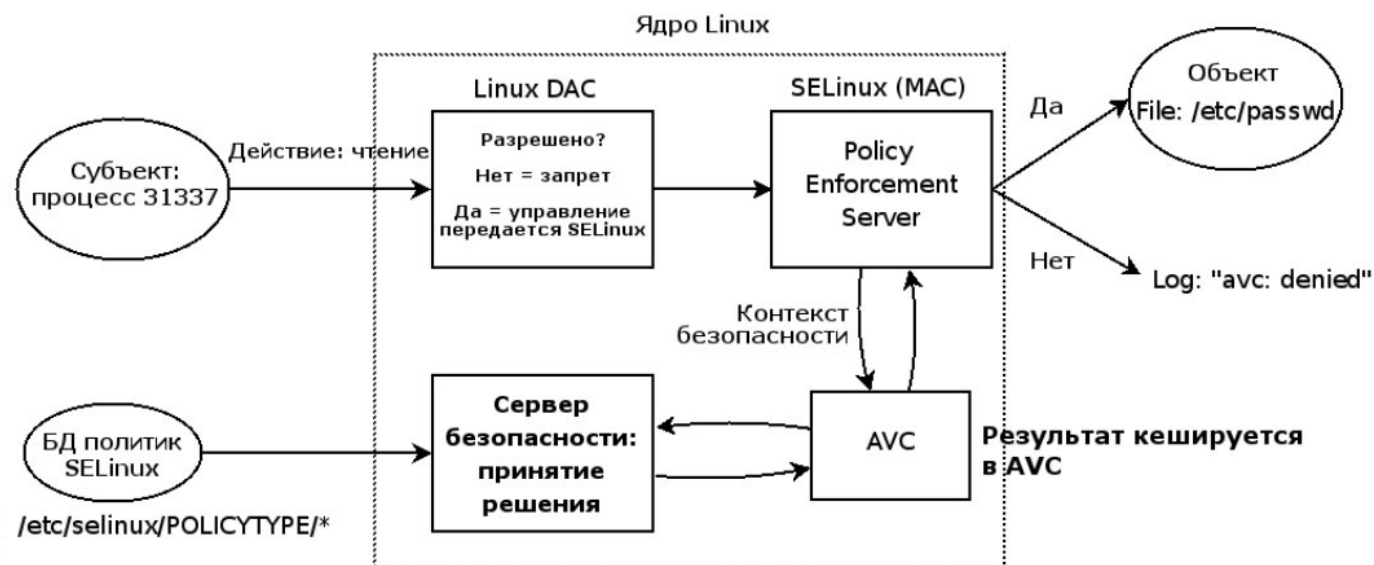 Ядро Linux
Linux DAC
SELinux (MAC)
Объект
File: /etc/passwd
Субъект:
процесс 31337
Действие: чтение
Разрешено?
Нет = запрет
Да = управление
передается SELinux
Policy
Enforcement
Server
Да
Нет
Log: "avc: denied"
Контекст
безопасности
БД политик
SELinux
/etc/selinux/POLICYTYPE/*
Сервер
безопасности:
принятие
решения
AVC
Результат кешируется
в AVC